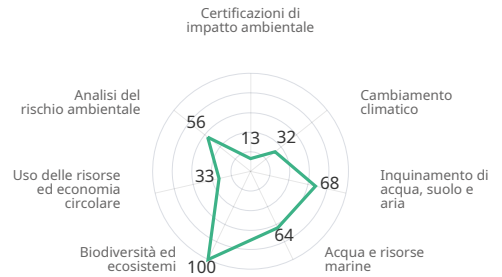 Certificazioni di
impatto ambientale
Analisi del
rischio ambientale
Cambiamento
climatico
56
13
32
Uso delle risorse
ed economia
circolare
33
68
Inquinamento di
acqua, suolo e
aria
64
Biodiversità ed
ecosistemi
100
Acqua e risorse
marine